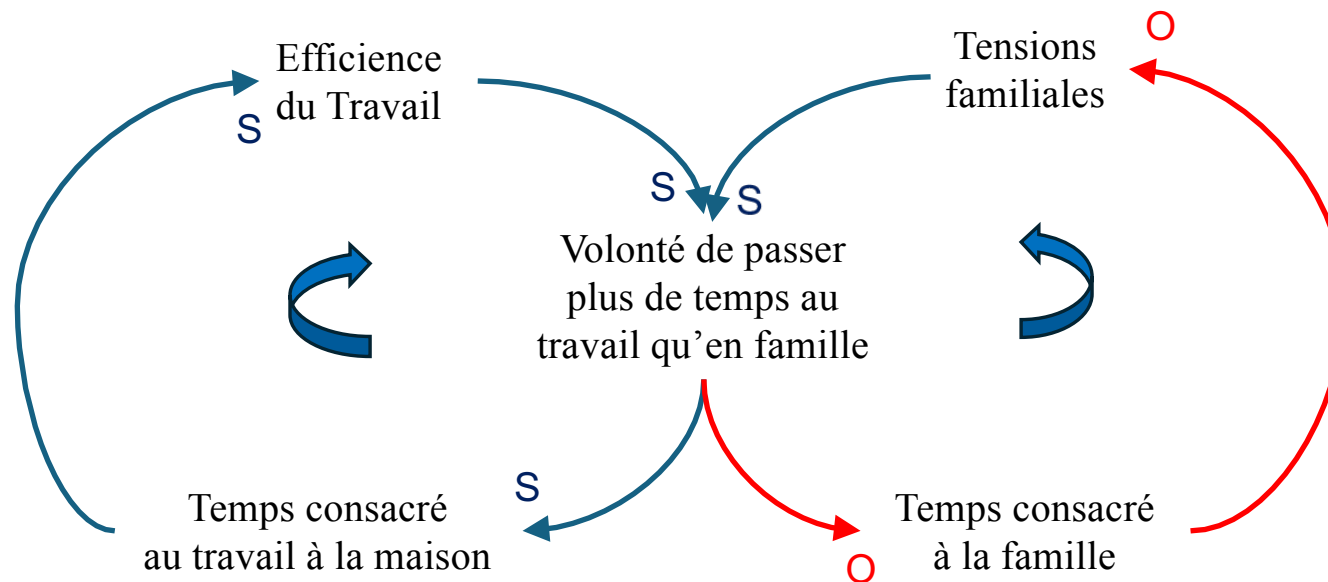 Efficience
du Travail
S
Tensions
familiales
O
S
S
Volonté de passer
plus de temps au
travail qu’en famille
S
Temps consacré
au travail à la maison
O
Temps consacré
à la famille